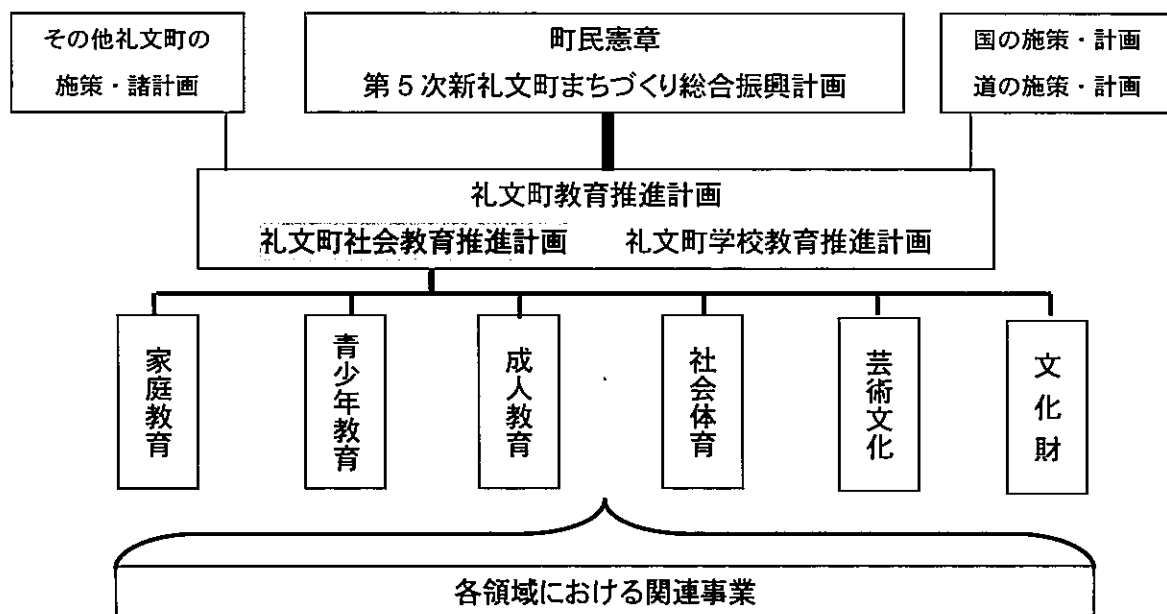 その他礼文町の
施策・諸計画
町民憲章
第5次新礼文町まちづくり総合振興計画
国の施策・計画
道の施策・計画
礼文町教育推進計画
礼文町社会教育推進計画 礼文町学校教育推進計画
家庭教育
青少年教育
成人教育
社会体育
芸術文化
文化財
各領域における関連事業